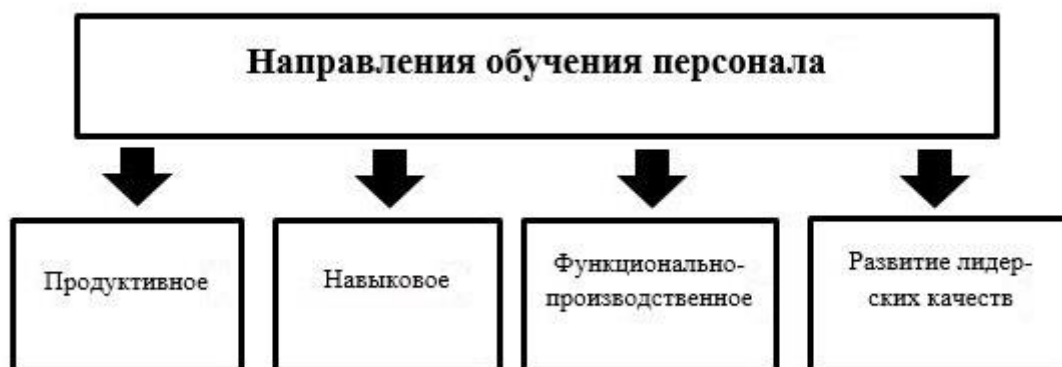 Направления обучения персонала
Продуктивное
Навыковое
Функционально-
производственное
Развитие лидер-
ских качеств